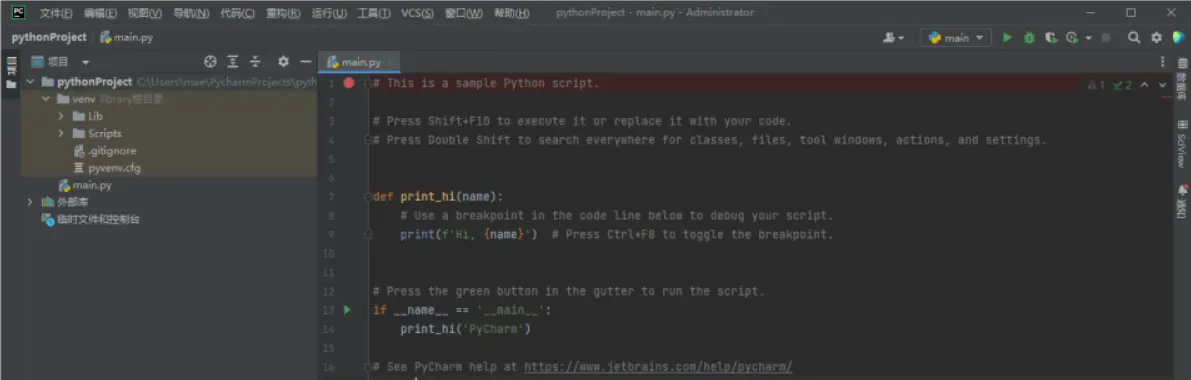 PC 文件(F) 编辑(E) 视图(V) 导航(N) 代码(C) 重构(R) 运行(U) 工具(T) VCS(S) 窗口(W) 帮助(H) pythonProject - main.py - Administrator
pythonProject main.py main
项目 main.py
pythonProject C:\Users\mae\PycharmProjects\pyth
venv library根目录
Lib
Scripts
.gitignore
pyvenv.cfg
main.py
外部库
临时文件和控制台
1 # This is a sample Python script. 1 2
2
3 # Press Shift+F10 to execute it or replace it with your code.
4 # Press Double Shift to search everywhere for classes, files, tool windows, actions, and settings.
5
6
7 def print_hi(name):
8 # Use a breakpoint in the code line below to debug your script.
9 print(f'Hi, {name}') # Press Ctrl+F8 to toggle the breakpoint.
10
11
12 # Press the green button in the gutter to run the script.
13 if __name__ == '__main__':
14 print_hi('PyCharm')
15
16 # See PyCharm help at https://www.jetbrains.com/help/pycharm/
数据库
SciView
通知